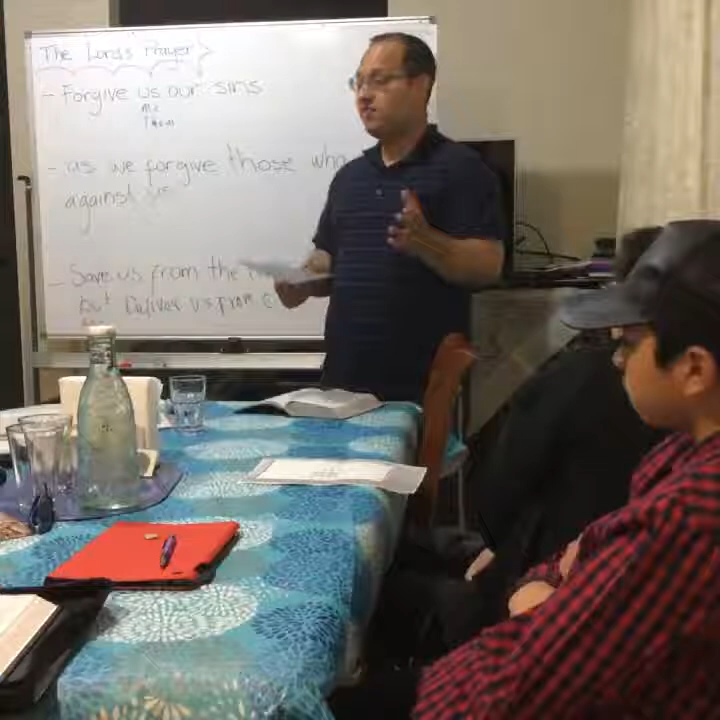 The Lord's Prayer
- Forgive us our sins
me
them
- as we forgive those who
against us
- Save us from the
but Deliver us from